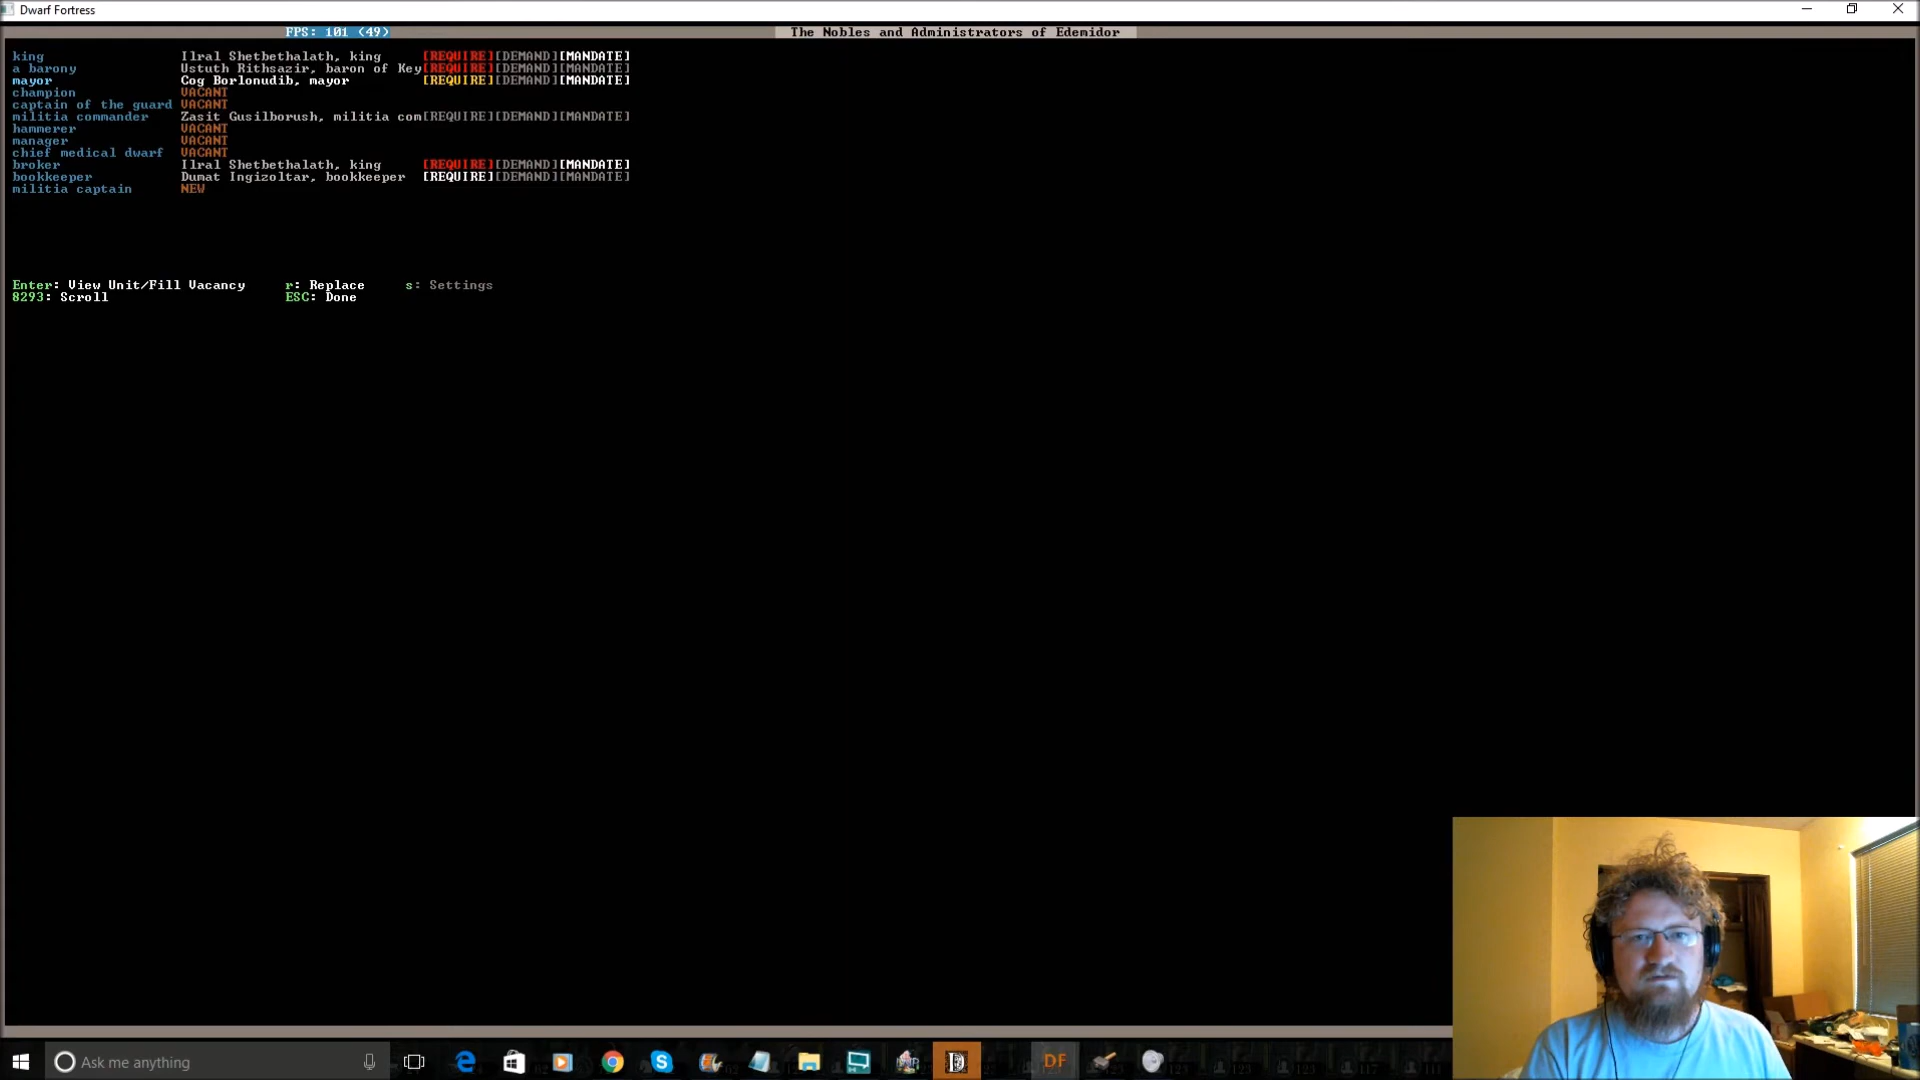 Dwarf Fortress
FPS: 101 (49)
The Nobles and Administrators of Edemidor
king Ilral Shetbethalath, king [REQUIRE][DEMAND][MANDATE]
a barony Ustuth Rithsazir, baron of Key[REQUIRE][DEMAND][MANDATE]
mayor Cog Borlonudib, mayor [REQUIRE][DEMAND][MANDATE]
champion VACANT
captain of the guard VACANT
militia commander Zasit Gusilborush, militia com[REQUIRE][DEMAND][MANDATE]
hammerer VACANT
manager VACANT
chief medical dwarf VACANT
broker Ilral Shetbethalath, king [REQUIRE][DEMAND][MANDATE]
bookkeeper Dumat Ingizoltar, bookkeeper [REQUIRE][DEMAND][MANDATE]
militia captain NEW
Enter: View Unit/Fill Vacancy r: Replace s: Settings
8293: Scroll ESC: Done
Ask me anything
DF